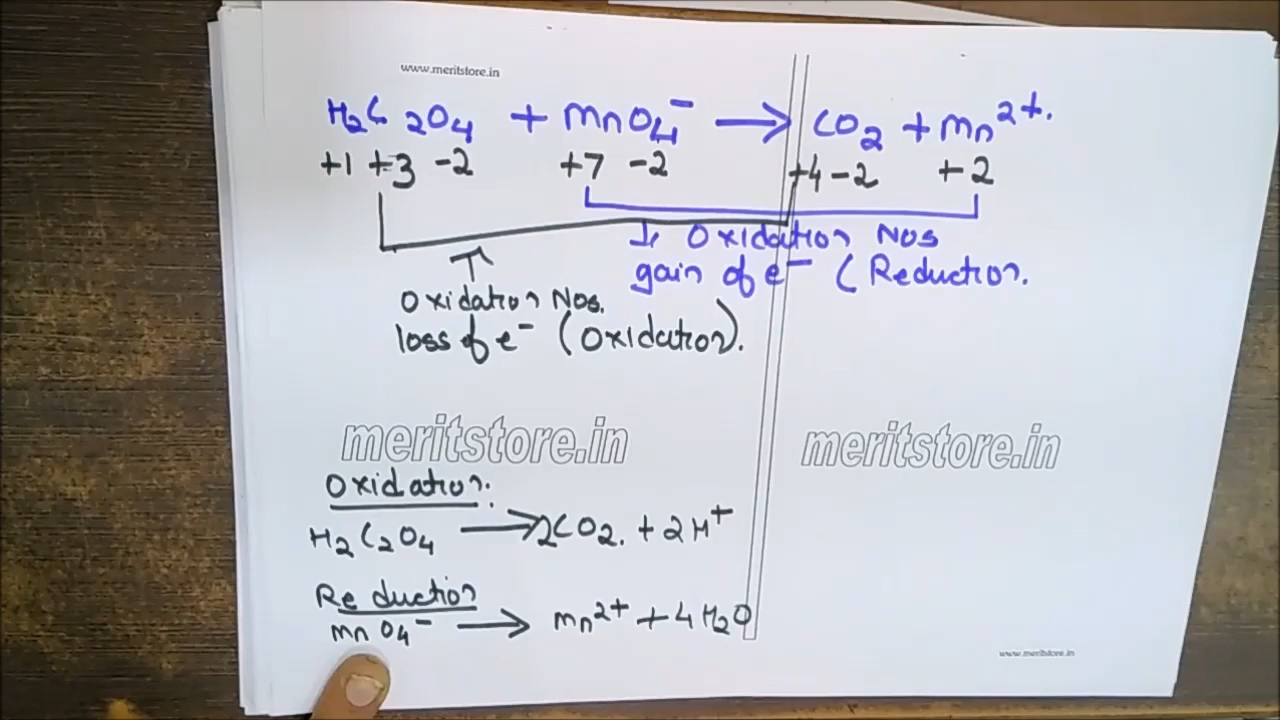 www.meritstore.in
H2C2O4 + MnO4⁻ → CO2 + Mn²⁺.
+1 +3 -2 +7 -2 +4 -2 +2
Oxidation Nos
gain of e⁻ (Reduction.
Oxidation Nos.
loss of e⁻ (Oxidation).
meritstore.in meritstore.in
Oxidation.
H2C2O4 → 2CO2. + 2H⁺
Reduction
MnO4⁻ → Mn²⁺ + 4H2O
www.meritstore.in